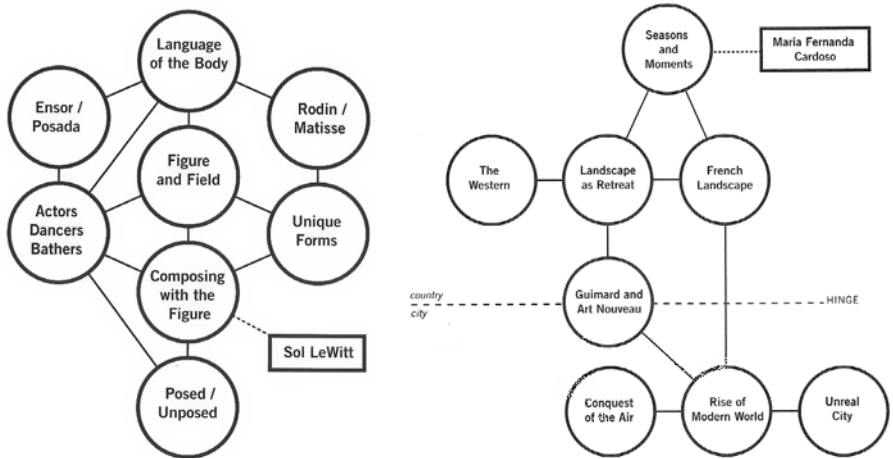 Language
of the Body
Ensor /
Posada
Rodin /
Matisse
Figure
and Field
Actors
Dancers
Bathers
Unique
Forms
Composing
with the
Figure
Sol LeWitt
Posed /
Unposed
Seasons
and
Moments
Maria Fernanda
Cardoso
The
Western
Landscape
as Retreat
French
Landscape
country
city
Guimard and
Art Nouveau
HINGE
Conquest
of the Air
Rise of
Modern World
Unreal
City